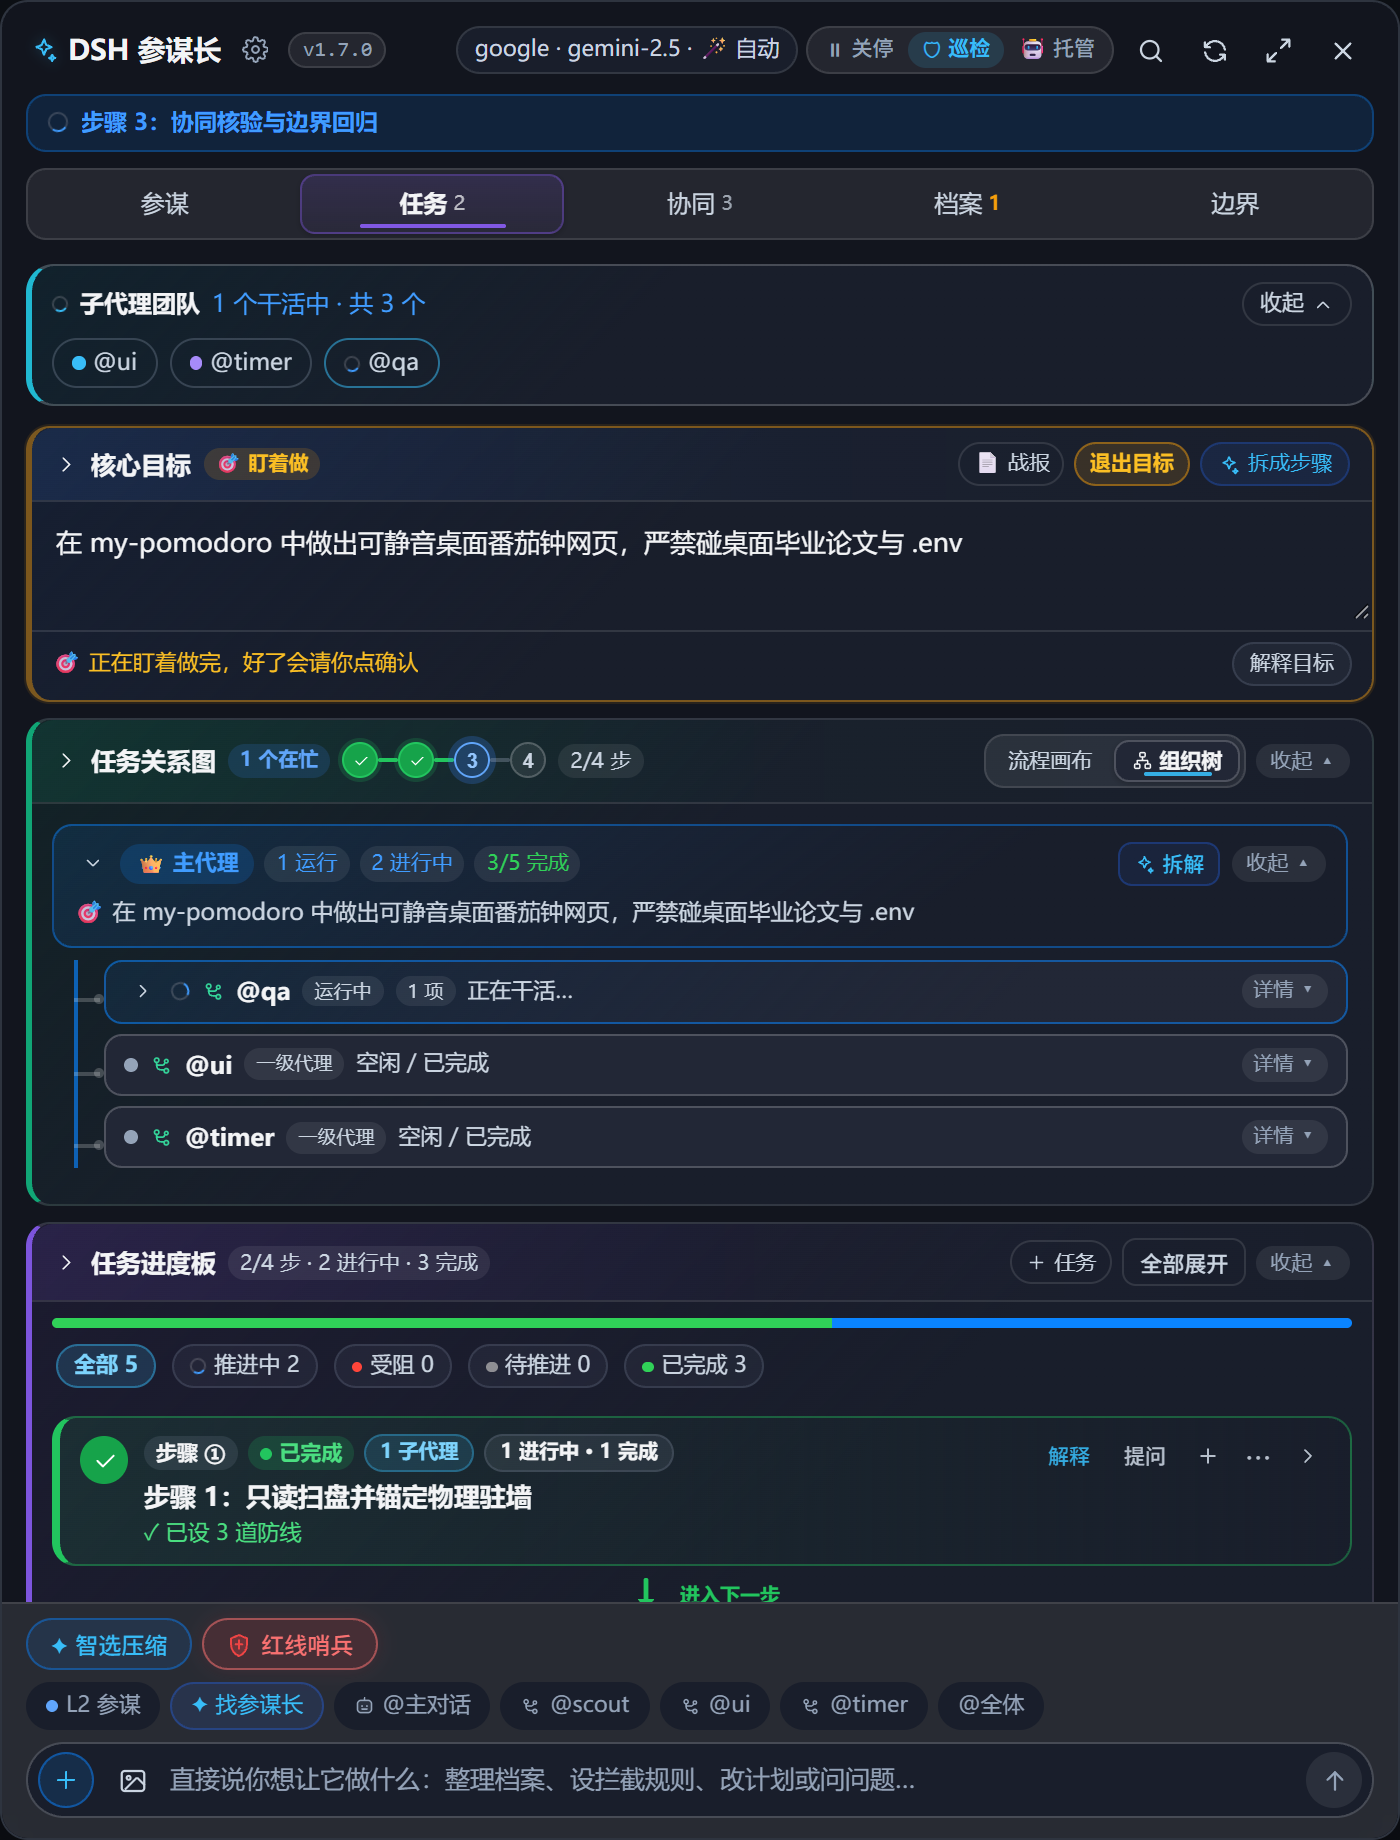 DSH 参谋长 v1.7.0 google · gemini-2.5 · 自动 关停 巡检 托管
步骤 3：协同核验与边界回归
参谋 任务 2 协同 3 档案 1 边界
子代理团队 1 个干活中 · 共 3 个 收起
@ui @timer @qa
核心目标 盯着做 战报 退出目标 拆成步骤
在 my-pomodoro 中做出可静音桌面番茄钟网页，严禁碰桌面毕业论文与 .env
正在盯着做完，好了会请你点确认 解释目标
任务关系图 1 个在忙 3 4 2/4 步 流程画布 组织树 收起
主代理 1 运行 2 进行中 3/5 完成 拆解 收起
在 my-pomodoro 中做出可静音桌面番茄钟网页，严禁碰桌面毕业论文与 .env
@qa 运行中 1 项 正在干活... 详情
@ui 一级代理 空闲 / 已完成 详情
@timer 一级代理 空闲 / 已完成 详情
任务进度板 2/4 步 · 2 进行中 · 3 完成 + 任务 全部展开 收起
全部 5 推进中 2 受阻 0 待推进 0 已完成 3
步骤 ① 已完成 1 子代理 1 进行中 • 1 完成 解释 提问 + ...
步骤 1：只读扫盘并锚定物理驻墙
✓ 已设 3 道防线
↓ 进入下一步
智选压缩 红线哨兵
L2 参谋 找参谋长 @主对话 @scout @ui @timer @全体
直接说你想让它做什么：整理档案、设拦截规则、改计划或问问题...